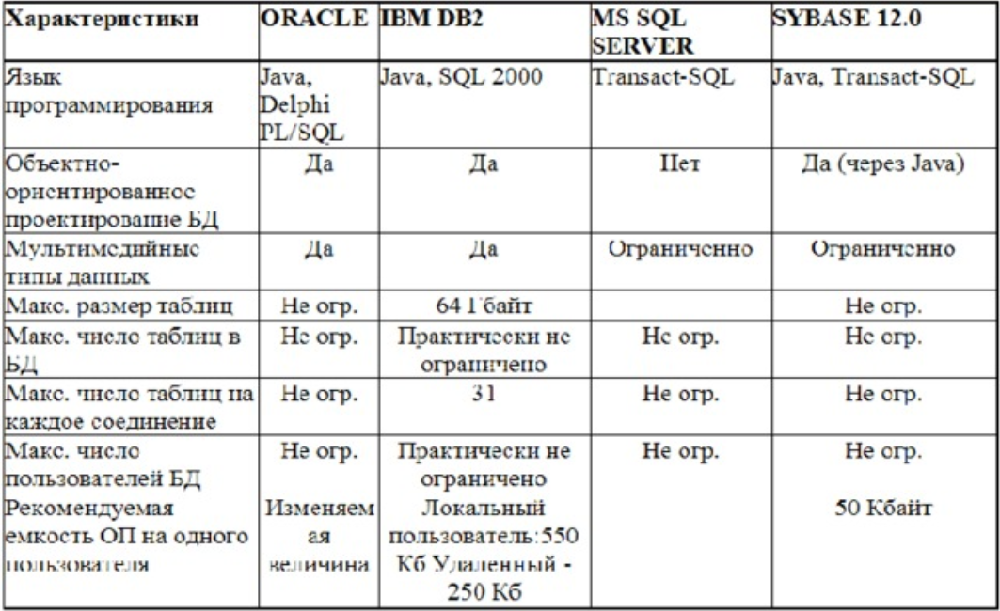 Характеристики ORACLE IBM DB2 MS SQL SYBASE 12.0
SERVER
Язык Java, Java, SQL 2000 Transact-SQL Java, Transact-SQL
программирования Delphi
PL/SQL
Объектно- Да Да Нет Да (через Java)
ориентированное
проектирование БД
Мультимедийные Да Да Ограниченно Ограниченно
типы данных
Макс. размер таблиц Не огр. 64 Гбайт Не огр.
Макс. число таблиц в Не огр. Практически не Не огр. Не огр.
БД ограничено
Макс. число таблиц на Не огр. 31 Не огр. Не огр.
каждое соединение
Макс. число Не огр. Практически не Не огр. Не огр.
пользователей БД ограничено
Рекомендуемая Изменяем Локальный 50 Кбайт
емкость ОП на одного ая пользователь:550
пользователя величина Кб Удаленный -
250 Кб